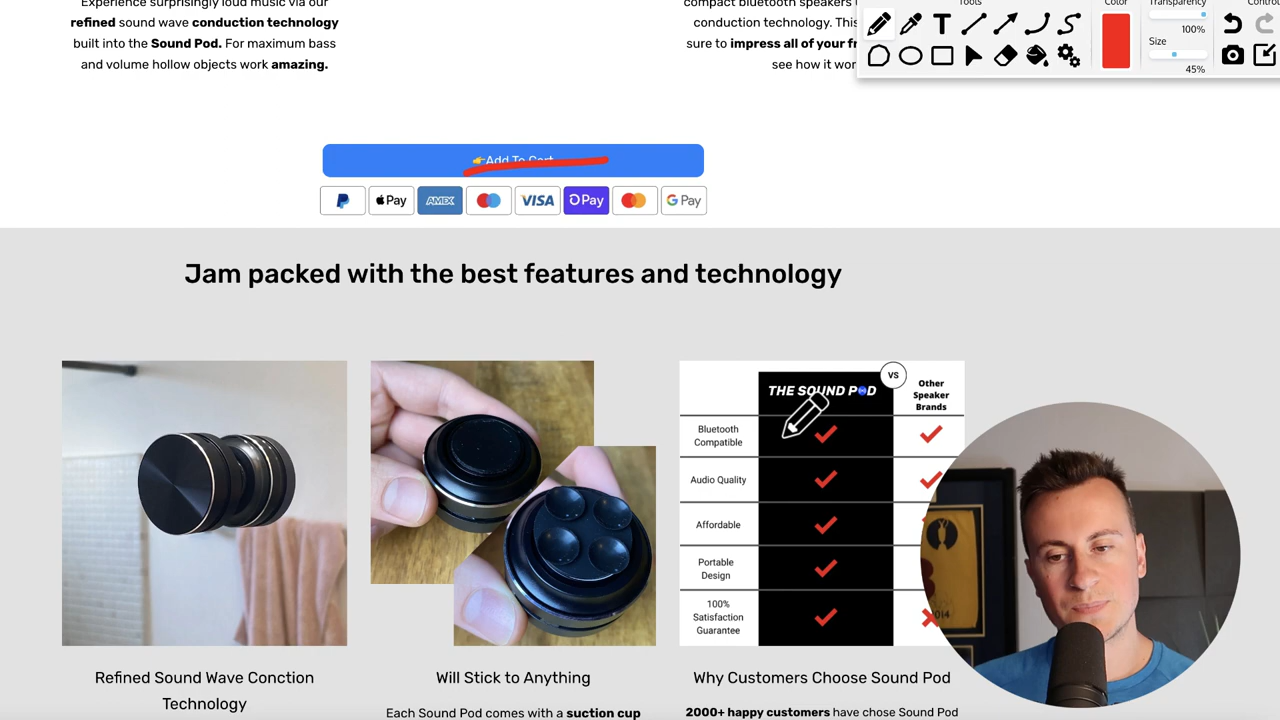 Experience surprisingly loud music via our
refined sound wave conduction technology
built into the Sound Pod. For maximum bass
and volume hollow objects work amazing.
compact bluetooth speakers
conduction technology. This
sure to impress all of your
see how it
Tools
Color
Transparency
100%
Size
45%
T
👉Add To Cart
Pay
AMEX
VISA
Pay
G Pay
Jam packed with the best features and technology
THE SOUND POD
VS
Other
Speaker
Brands
Bluetooth
Compatible
Audio Quality
Affordable
Portable
Design
100%
Satisfaction
Guarantee
Refined Sound Wave Conction
Technology
Will Stick to Anything
Each Sound Pod comes with a suction cup
Why Customers Choose Sound Pod
2000+ happy customers have chose Sound Pod